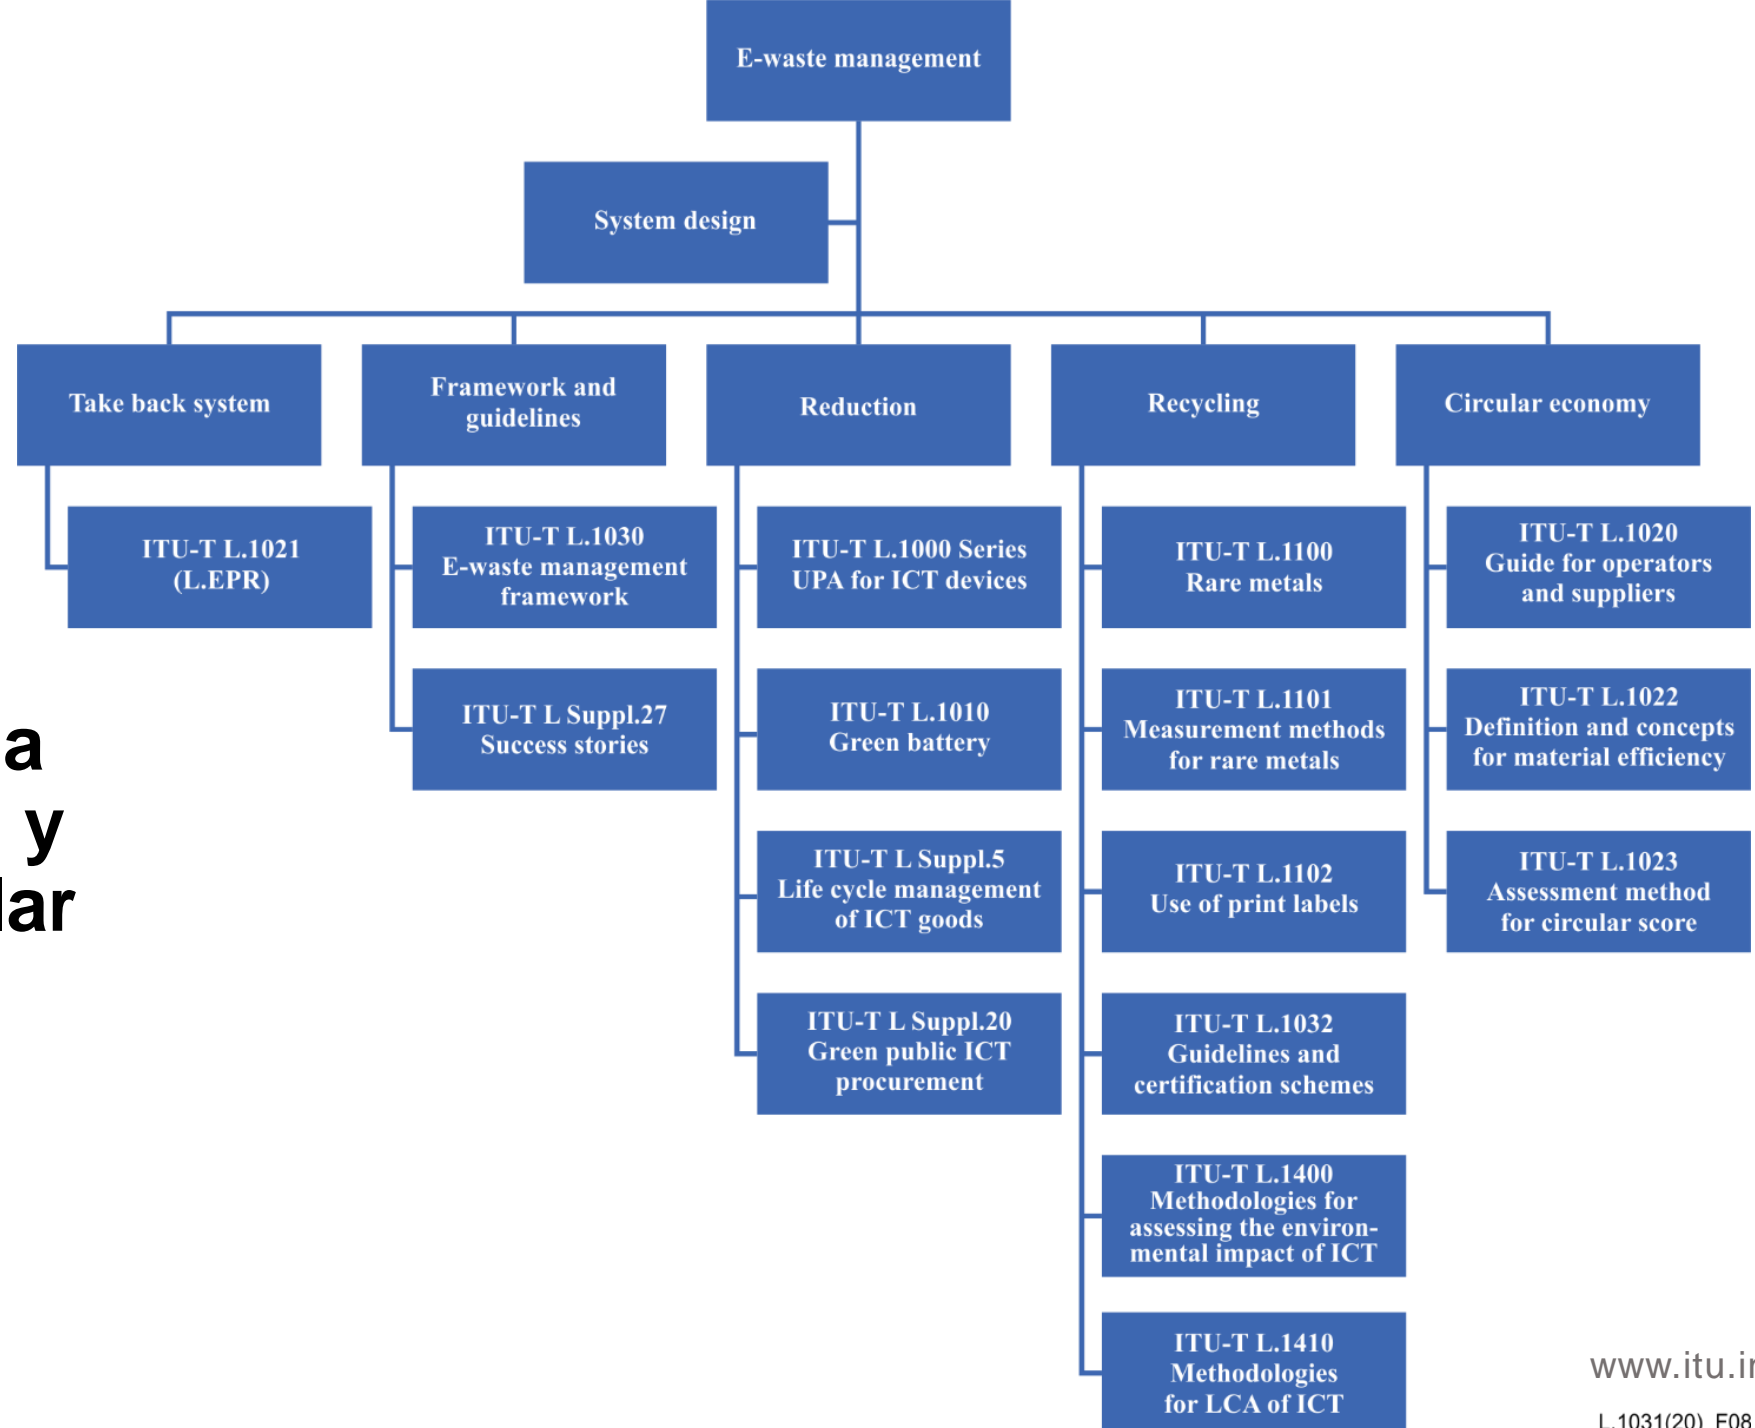 E-waste management
System design
Take back system
Framework and
guidelines
Reduction
Recycling
Circular economy
ITU-T L.1021
(L.EPR)
ITU-T L.1030
E-waste management
framework
ITU-T L Suppl.27
Success stories
ITU-T L.1000 Series
UPA for ICT devices
ITU-T L.1010
Green battery
ITU-T L Suppl.5
Life cycle management
of ICT goods
ITU-T L Suppl.20
Green public ICT
procurement
ITU-T L.1100
Rare metals
ITU-T L.1101
Measurement methods
for rare metals
ITU-T L.1102
Use of print labels
ITU-T L.1032
Guidelines and
certification schemes
ITU-T L.1400
Methodologies for
assessing the environ-
mental impact of ICT
ITU-T L.1410
Methodologies
for LCA of ICT
ITU-T L.1020
Guide for operators
and suppliers
ITU-T L.1022
Definition and concepts
for material efficiency
ITU-T L.1023
Assessment method
for circular score
a
y
lar
www.itu.in
L.1031(20)_F08